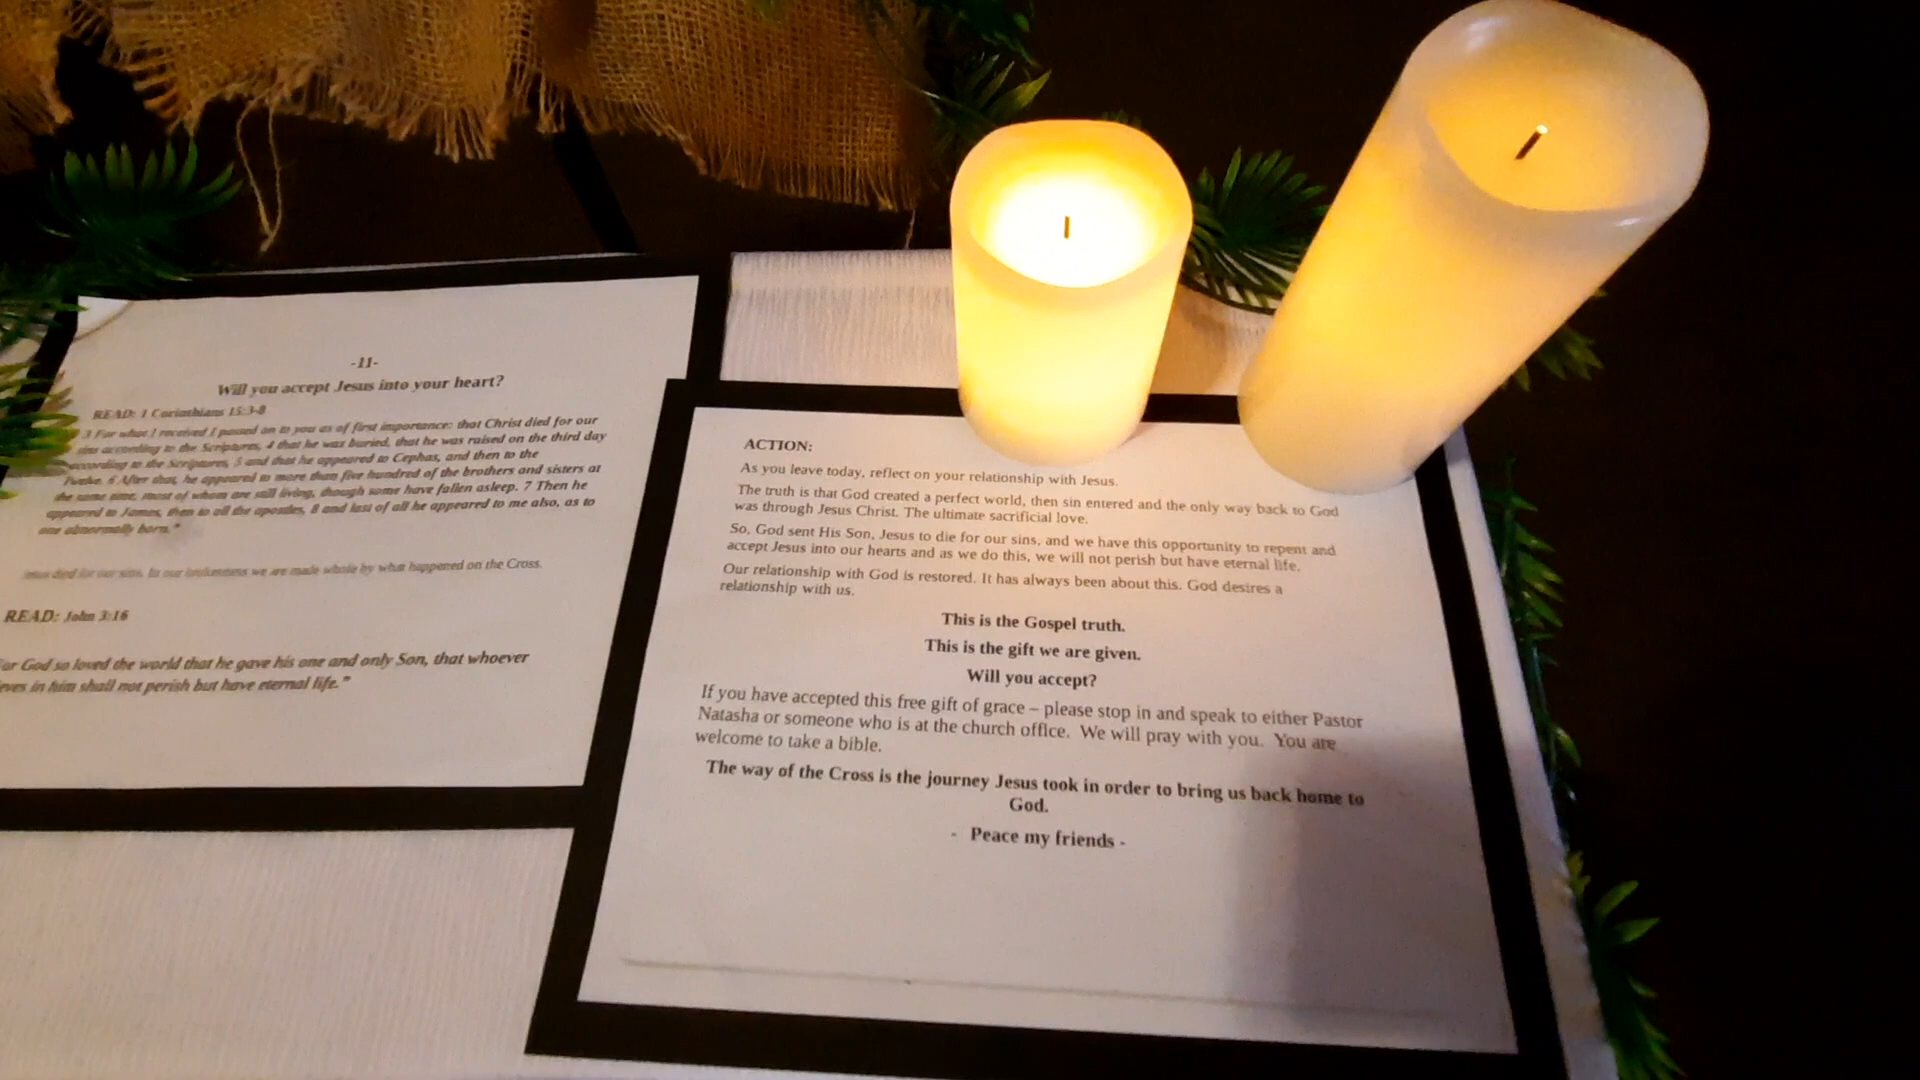 -11-
Will you accept Jesus into your heart?
READ: 1 Corinthians 15:3-8
3 For what I received I passed on to you as of first importance: that Christ died for our
sins according to the Scriptures, 4 that he was buried, that he was raised on the third day
according to the Scriptures, 5 and that he appeared to Cephas, and then to the
Twelve. 6 After that, he appeared to more than five hundred of the brothers and sisters at
the same time, most of whom are still living, though some have fallen asleep. 7 Then he
appeared to James, then to all the apostles, 8 and last of all he appeared to me also, as to
one abnormally born."
Jesus died for our sins. In our brokenness we are made whole by what happened on the Cross.
READ: John 3:16
God so loved the world that he gave his one and only Son, that whoever
in him shall not perish but have eternal life."
ACTION:
As you leave today, reflect on your relationship with Jesus.
The truth is that God created a perfect world, then sin entered and the only way back to God
was through Jesus Christ. The ultimate sacrificial love.
So, God sent His Son, Jesus to die for our sins, and we have this opportunity to repent and
accept Jesus into our hearts and as we do this, we will not perish but have eternal life.
Our relationship with God is restored. It has always been about this. God desires a
relationship with us.
This is the Gospel truth.
This is the gift we are given.
Will you accept?
If you have accepted this free gift of grace – please stop in and speak to either Pastor
Natasha or someone who is at the church office. We will pray with you. You are
welcome to take a bible.
The way of the Cross is the journey Jesus took in order to bring us back home to
God.
- Peace my friends -